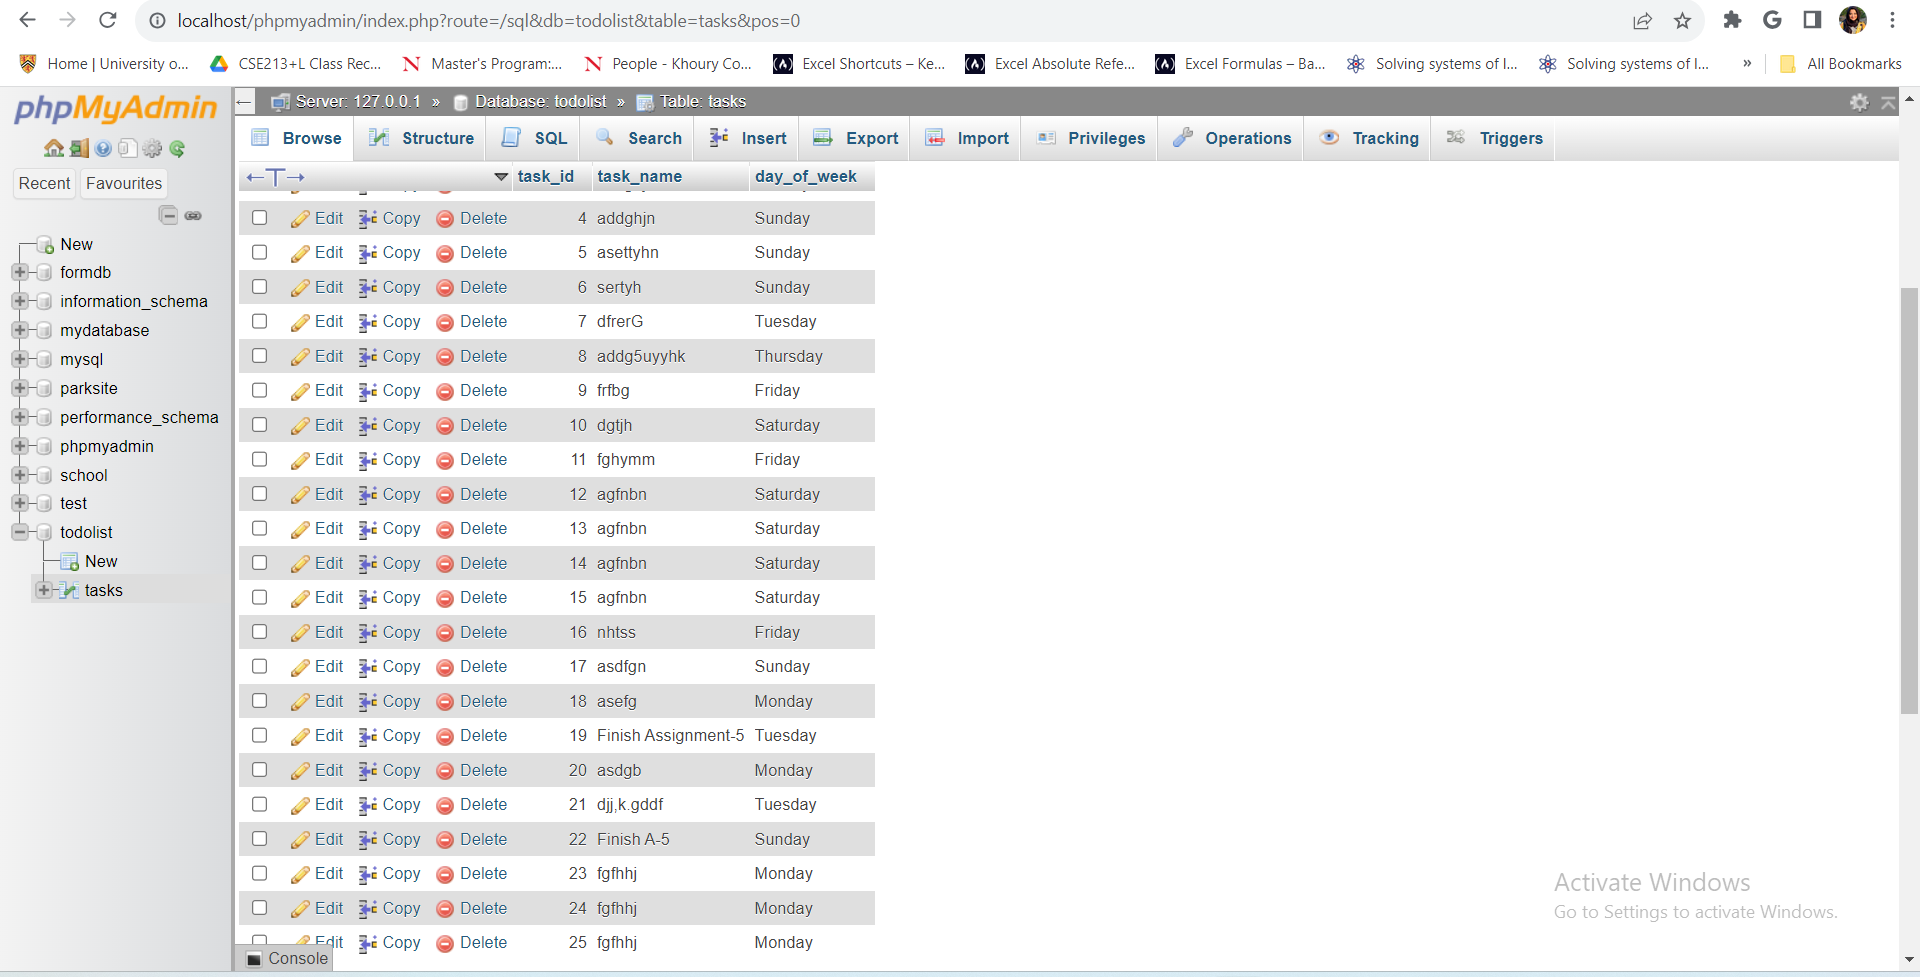 localhost/phpmyadmin/index.php?route=/sql&db=todolist&table=tasks&pos=0
Home | University o... CSE213+L Class Rec... Master's Program:... People - Khoury Co... Excel Shortcuts – Ke... Excel Absolute Refe... Excel Formulas – Ba... Solving systems of l... Solving systems of l... » All Bookmarks
phpMyAdmin
Recent Favourites
New
formdb
information_schema
mydatabase
mysql
parksite
performance_schema
phpmyadmin
school
test
todolist
New
tasks
Server: 127.0.0.1 » Database: todolist » Table: tasks
Browse Structure SQL Search Insert Export Import Privileges Operations Tracking Triggers
task_id task_name day_of_week
Edit Copy Delete 4 addghjn Sunday
Edit Copy Delete 5 asettyhn Sunday
Edit Copy Delete 6 sertyh Sunday
Edit Copy Delete 7 dfrerG Tuesday
Edit Copy Delete 8 addg5uyyhk Thursday
Edit Copy Delete 9 frfbg Friday
Edit Copy Delete 10 dgtjh Saturday
Edit Copy Delete 11 fghymm Friday
Edit Copy Delete 12 agfnbn Saturday
Edit Copy Delete 13 agfnbn Saturday
Edit Copy Delete 14 agfnbn Saturday
Edit Copy Delete 15 agfnbn Saturday
Edit Copy Delete 16 nhtss Friday
Edit Copy Delete 17 asdfgn Sunday
Edit Copy Delete 18 asefg Monday
Edit Copy Delete 19 Finish Assignment-5 Tuesday
Edit Copy Delete 20 asdgb Monday
Edit Copy Delete 21 djj,k.gddf Tuesday
Edit Copy Delete 22 Finish A-5 Sunday
Edit Copy Delete 23 fgfhhj Monday
Edit Copy Delete 24 fgfhhj Monday
Edit Copy Delete 25 fgfhhj Monday
Console
Activate Windows
Go to Settings to activate Windows.